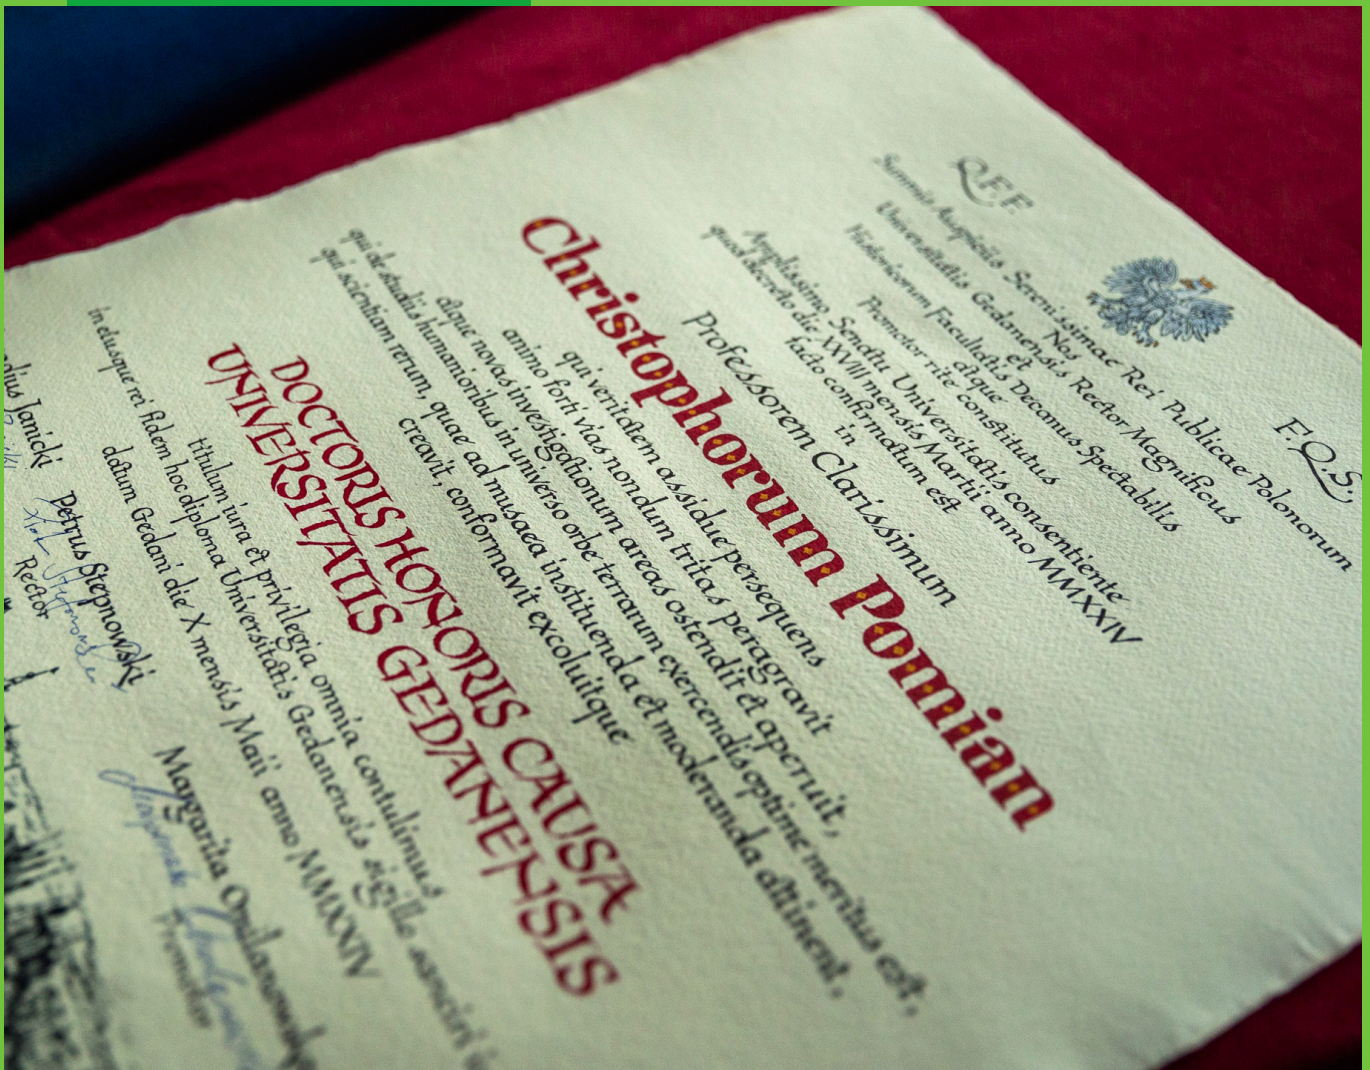 Q.F.F. F.Q.S.,
Summis Auspiciis Serenissimae Rei Publicae Polonorum
Nos
Universitatis Gedanensis Rector Magnificus
et
Historicorum Facultatis Decanus Spectabilis
atque
Promotor rite constitutus
Amplissimo Senatu Universitatis consentiente
quod decreto die XXVIII mensis Martii anno MMXXIV
facto confirmatum est
in
Professorem Clarissimum
Christophorum Pomian
qui veritatem assidue persequens
animo forti vias nondum tritas peragravit
atque novas investigationum areas ostendit et aperuit,
qui de studiis humanioribus in universo orbe terrarum exercendis optime meritus est,
qui scientiam rerum, quae ad musaea instituenda et moderanda attinent,
creavit, conformavit excoluitque
DOCTORIS HONORIS CAUSA
UNIVERSITATIS GEDANENSIS
titulum iura et privilegia omnia contulimus
in eiusque rei fidem hoc diploma Universitatis Gedanensis sigillo sanciri
datum Gedani die X mensis Maii anno MMXXIV
Janicki
Petrus Stepnowski
Rector
Margarita
Promotor